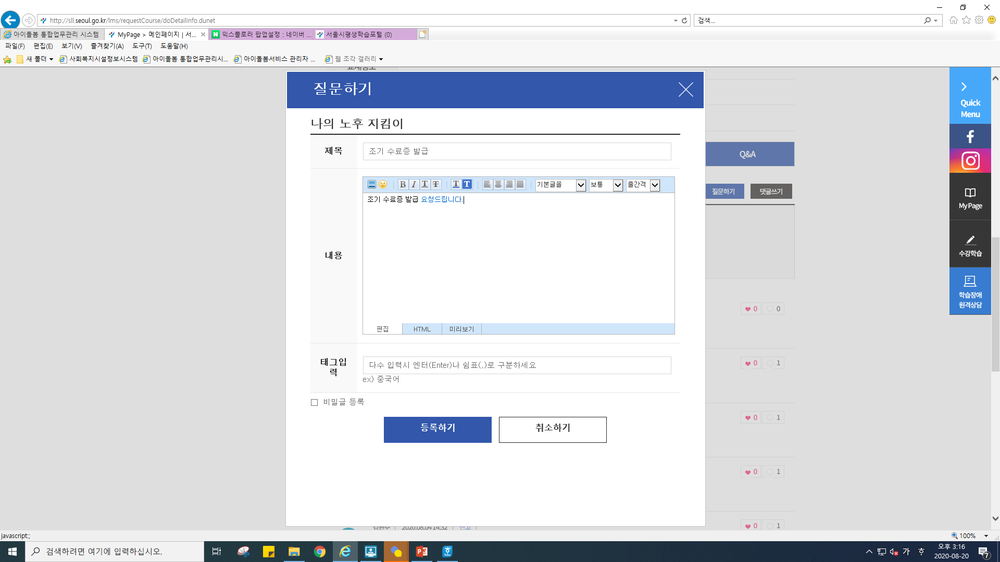 http://sll.seoul.go.kr/lms/requestCourse/doDetailInfo.dunet
검색...
아이돌봄 통합업무관리 시스템
MyPage > 메인페이지 | 서...
익스플로러 팝업설정 : 네이버 ...
서울시평생학습포털 (0)
파일(F) 편집(E) 보기(V) 즐겨찾기(A) 도구(T) 도움말(H)
새 폴더
사회복지시설정보시스템
아이돌봄 통합업무관리시...
아이돌봄서비스 관리자 ...
웹 조각 갤러리
질문하기
나의 노후 지킴이
제목
조기 수료증 발급
기본글꼴 보통 줄간격
조기 수료증 발급 요청드립니다.
내용
편집 HTML 미리보기
태그입
력
다수 입력시 엔터(Enter)나 쉼표(,)로 구분하세요
ex) 중국어
비밀글 등록
등록하기 취소하기
Q&A
질문하기 댓글쓰기
0 0
0 1
0 1
0 1
0 1
2020.08.04 14:32
Quick
Menu
My Page
수강학습
학습장애
원격상담
javascript:;
100%
검색하려면 여기에 입력하십시오.
가 호
오후 3:16
2020-08-20
7